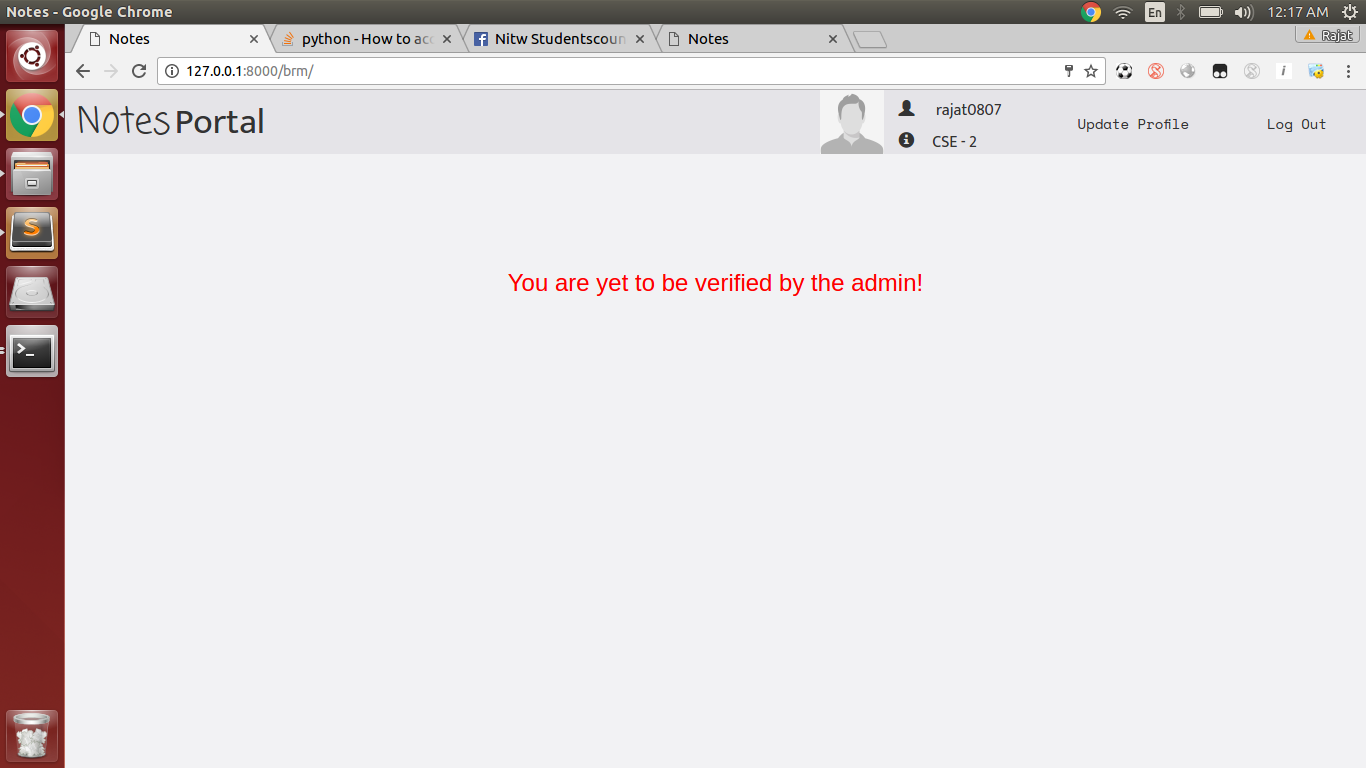 Notes - Google Chrome
En
12:17 AM
Notes
python - How to acc
Nitw Studentscoun
Notes
Rajat
127.0.0.1:8000/brm/
Notes Portal
rajat0807
CSE - 2
Update Profile
Log Out
You are yet to be verified by the admin!